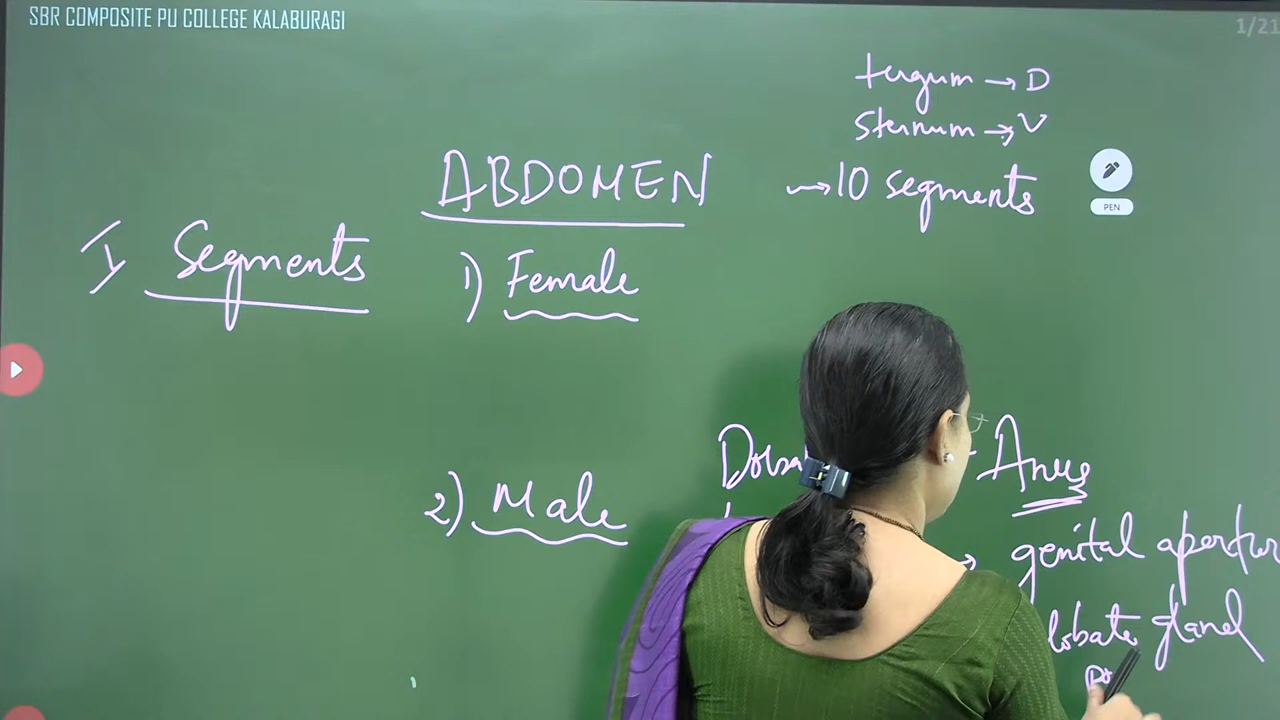 SBR COMPOSITE PU COLLEGE KALABURAGI
1/21
tergum → D
Sternum → V
ABDOMEN → 10 segments
PEN
I Segments
1) Female
Anus
2) Male
→ genital
lobate gland